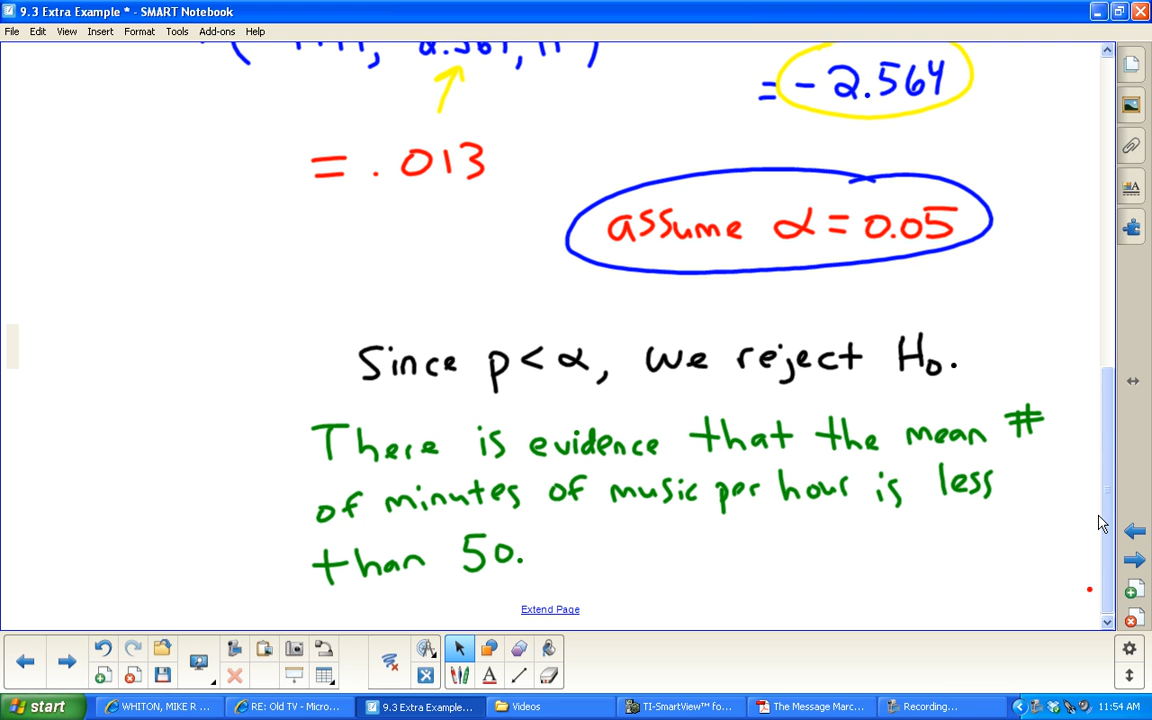 9.3 Extra Example * - SMART Notebook
File Edit View Insert Format Tools Add-ons Help
= -2.564
= .013
assume α = 0.05
Since p < α, we reject H₀.
There is evidence that the mean #
of minutes of music per hour is less
than 50.
Extend Page
start
WHITON, MIKE R ...
RE: Old TV - Micro...
9.3 Extra Example...
Videos
TI-SmartView™ fo...
The Message Marc...
Recording...
11:54 AM